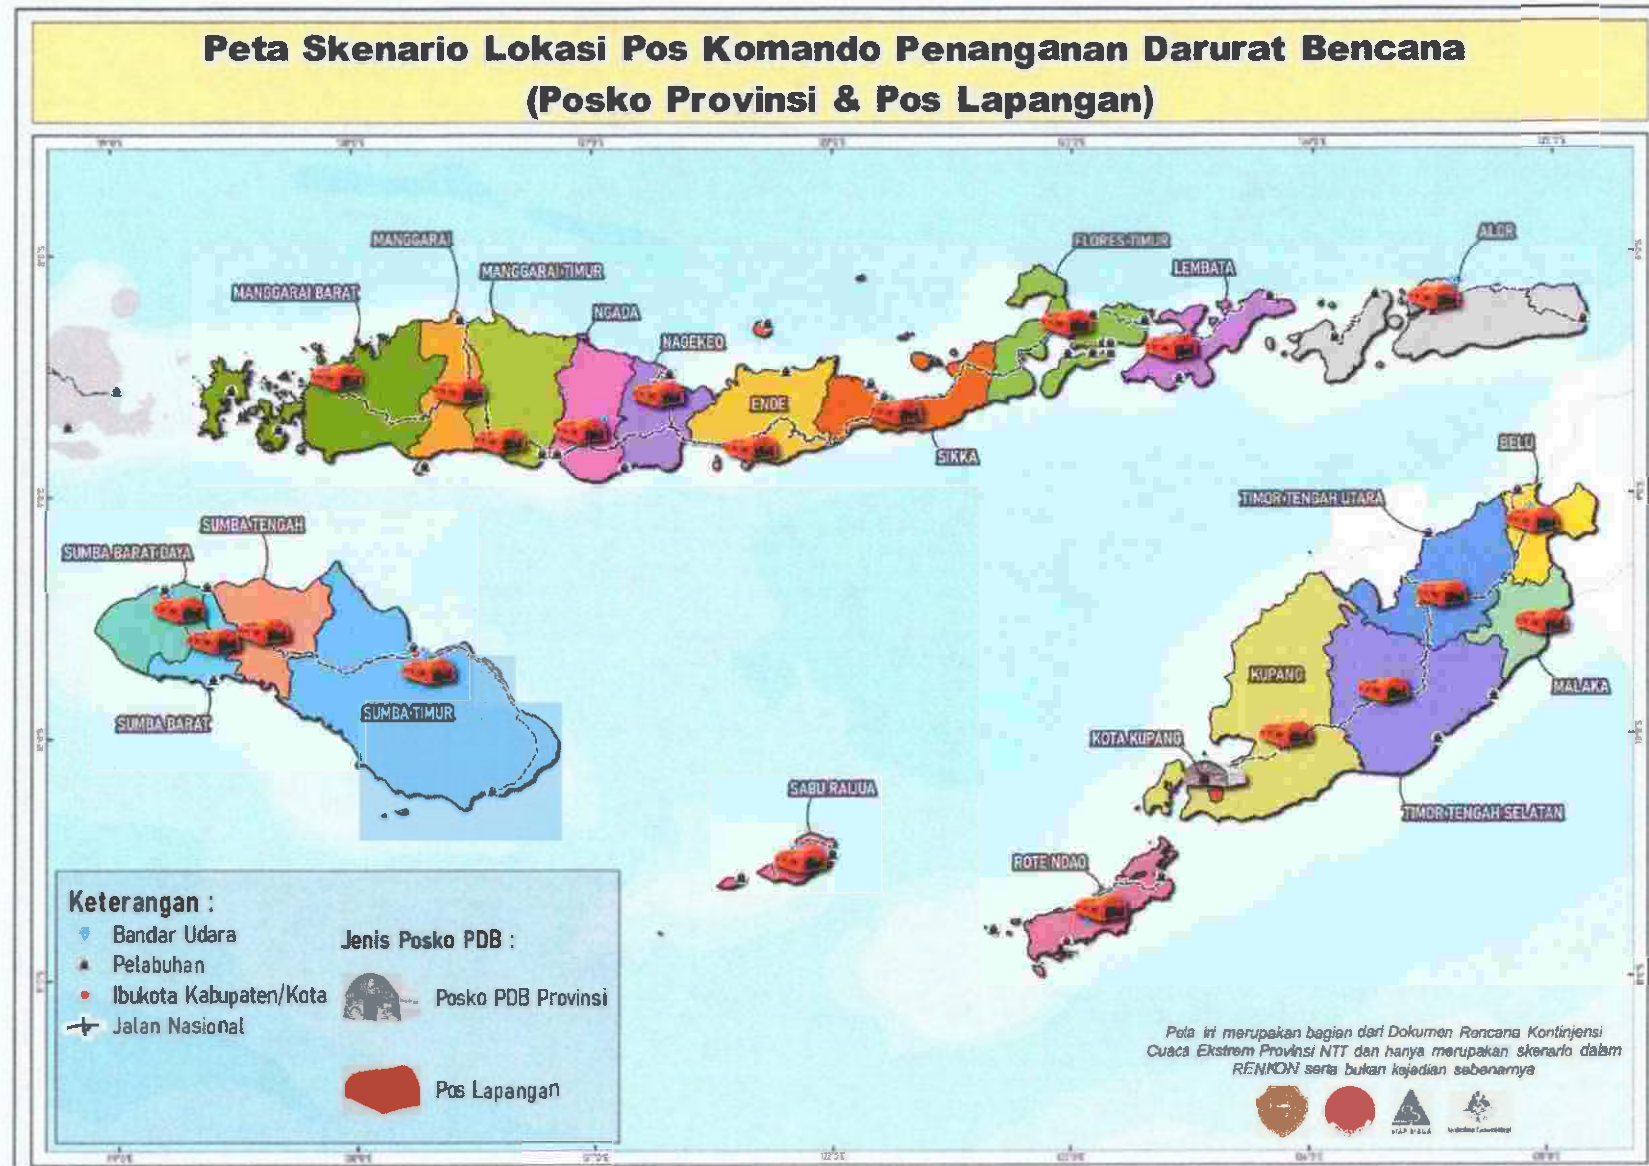 Peta Skenario Lokasi Pos Komando Penanganan Darurat Bencana
(Posko Provinsi & Pos Lapangan)
MANGGARAI
MANGGARAI TIMUR
MANGGARAI BARAT
NGADA
NAGEKEO
ENDE
SIKKA
FLORES TIMUR
LEMBATA
ALOR
BELU
TIMOR TENGAH UTARA
SUMBA TENGAH
SUMBA BARAT DAYA
SUMBA BARAT
SUMBA TIMUR
KUPANG
MALAKA
KOTA KUPANG
TIMOR TENGAH SELATAN
SABU RAIJUA
ROTE NDAO
Keterangan :
Bandar Udara
Pelabuhan
Ibukota Kabupaten/Kota
Jalan Nasional
Jenis Posko PDB :
Posko PDB Provinsi
Pos Lapangan
Peta ini merupakan bagian dari Dokumen Rencana Kontinjensi
Cuaca Ekstrem Provinsi NTT dan hanya merupakan skenario dalam
RENKON serta bukan kejadian sebenarnya